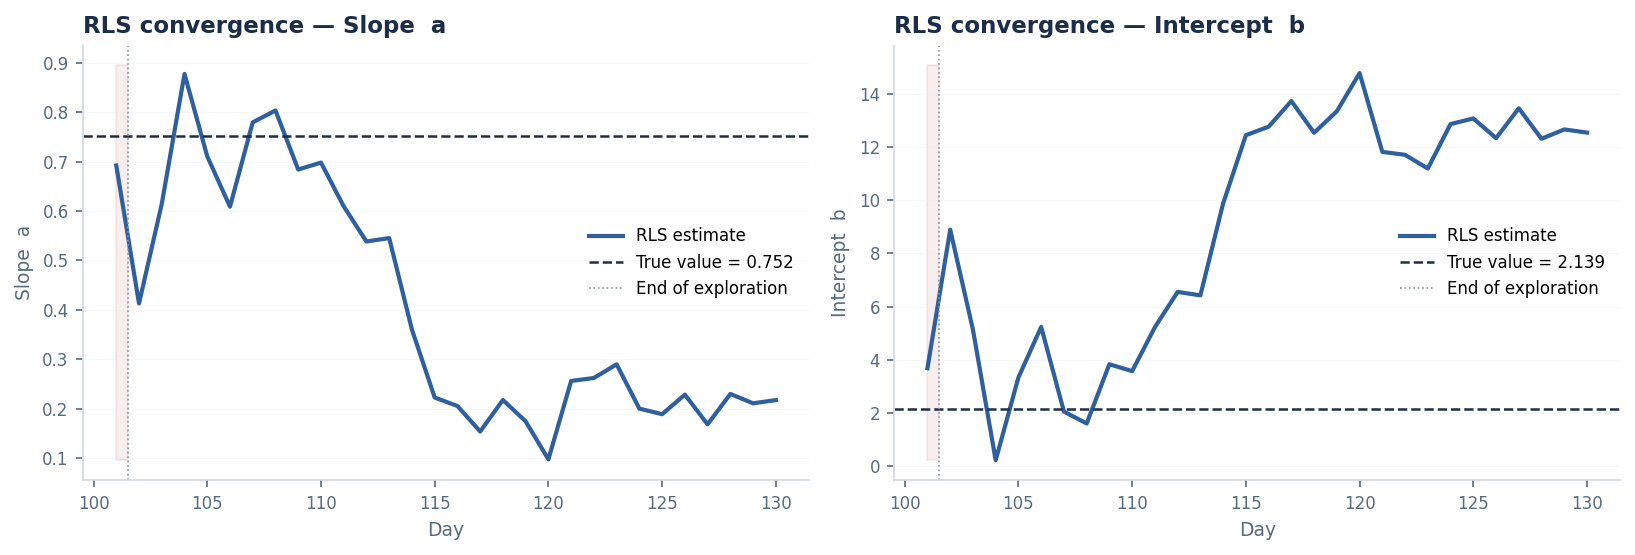 RLS convergence — Slope  a
0.9
0.8
0.7
0.6
0.5
0.4
0.3
0.2
0.1
Slope  a
RLS estimate
True value = 0.752
End of exploration
100 105 110 115 120 125 130
Day
RLS convergence — Intercept  b
14
12
10
8
6
4
2
0
Intercept  b
RLS estimate
True value = 2.139
End of exploration
100 105 110 115 120 125 130
Day